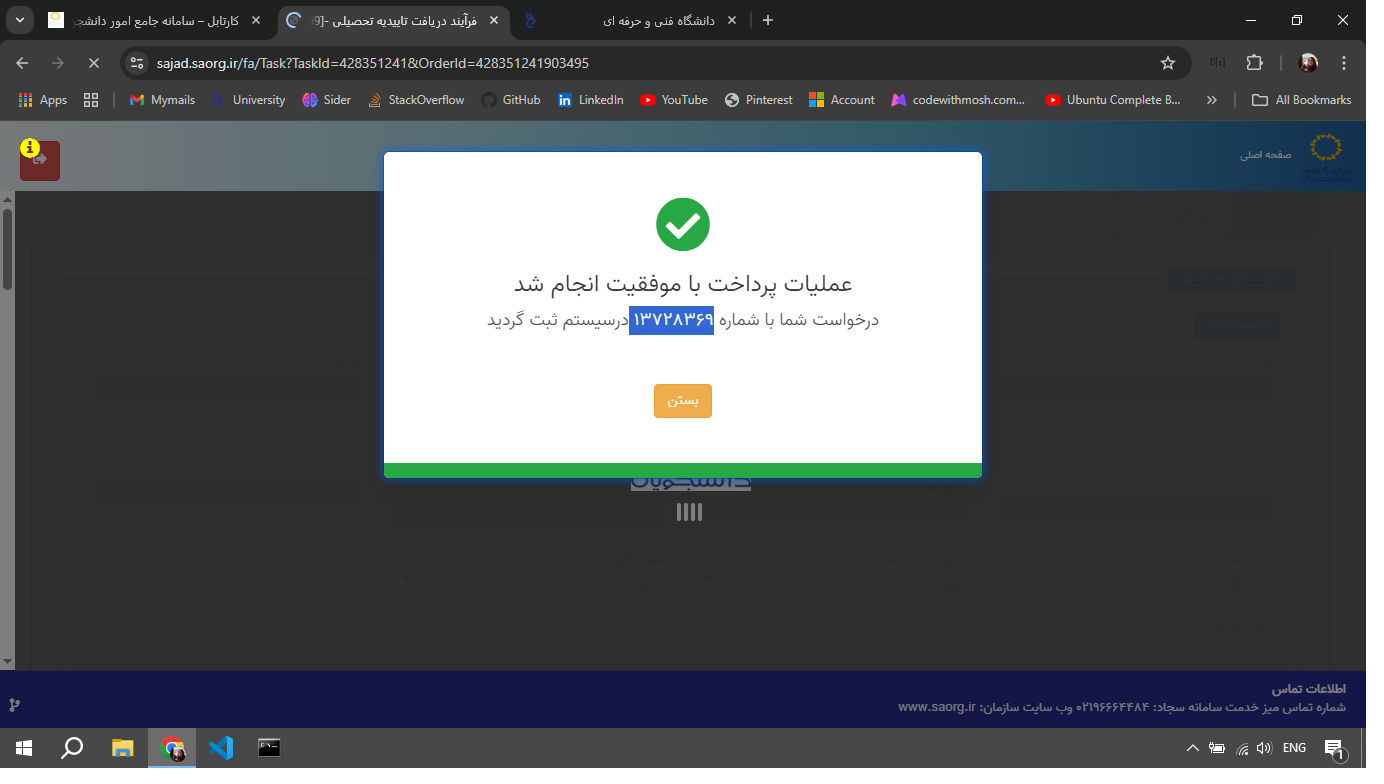 کارتابل – سامانه جامع امور دانشجو
فرآیند دریافت تاییدیه تحصیلی -[
دانشگاه فنی و حرفه ای
sajad.saorg.ir/fa/Task?TaskId=428351241&OrderId=428351241903495
Apps
Mymails
University
Sider
StackOverflow
GitHub
LinkedIn
YouTube
Pinterest
Account
codewithmosh.com...
Ubuntu Complete B...
All Bookmarks
صفحه اصلی
عملیات پرداخت با موفقیت انجام شد
درخواست شما با شماره ۱۳۷۲۸۳۶۹ درسیستم ثبت گردید
بستن
دانشجویان
اطلاعات تماس
شماره تماس میز خدمت سامانه سجاد: ۰۲۱۹۶۶۶۴۴۸۴ وب سایت سازمان: www.saorg.ir
ENG
1